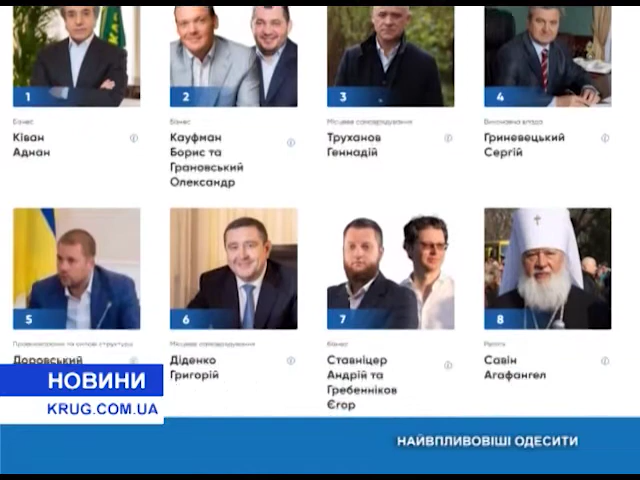 1
2
3
4
Бізнес
Бізнес
Місцеве самоврядування
Виконавча влада
Ківан
Аднан
Кауфман
Борис та
Грановський
Олександр
Труханов
Геннадій
Гриневецький
Сергій
5
6
7
8
Правоохоронні та силові структури
Місцеве самоврядування
Бізнес
Релігія
Доровський
Діденко
Григорій
Ставніцер
Андрій та
Гребенніков
Єгор
Савін
Агафангел
НОВИНИ
KRUG.COM.UA
НАЙВПЛИВОВІШІ ОДЕСИТИ